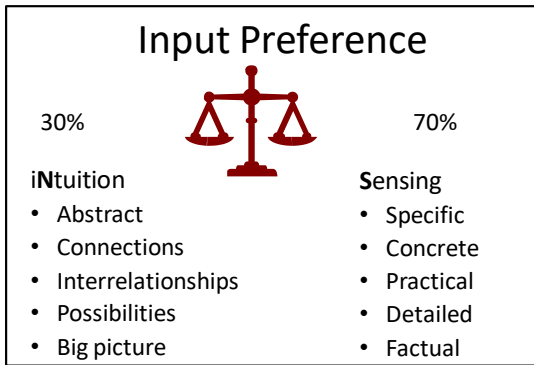 Input Preference
30%
70%
iNtuition
• Abstract
• Connections
• Interrelationships
• Possibilities
• Big picture
Sensing
• Specific
• Concrete
• Practical
• Detailed
• Factual